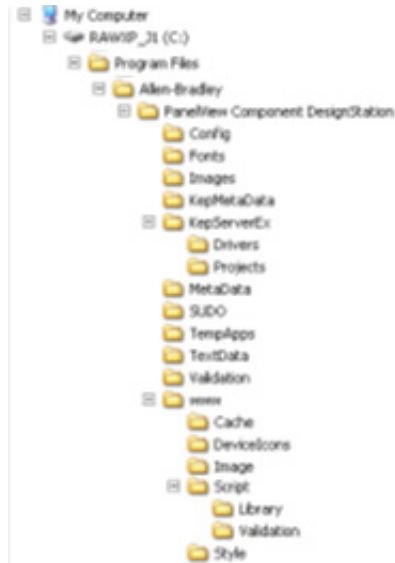 My Computer
RAWXP_J1 (C:)
Program Files
Allen-Bradley
PanelView Component DesignStation
Config
Fonts
Images
KepMetaData
KepServerEx
Drivers
Projects
MetaData
SUDO
TempApps
TextData
Validation
www
Cache
DeviceIcons
Image
Script
Library
Validation
Style